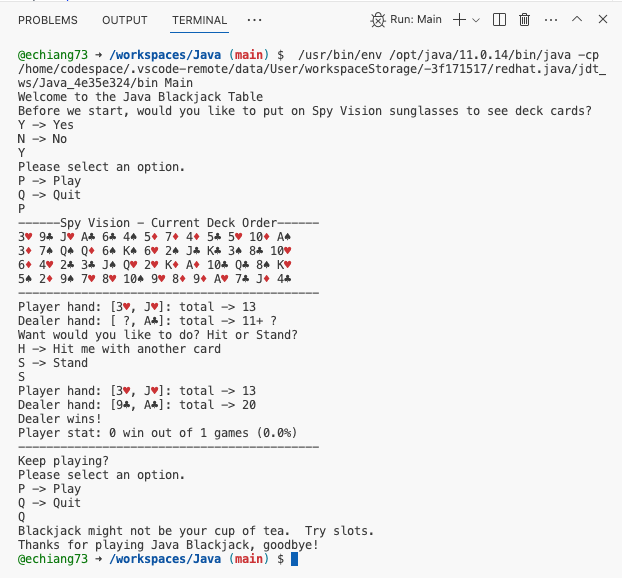 PROBLEMS OUTPUT TERMINAL ··· Run: Main
@echiang73 → /workspaces/Java (main) $ /usr/bin/env /opt/java/11.0.14/bin/java -cp
/home/codespace/.vscode-remote/data/User/workspaceStorage/-3f171517/redhat.java/jdt_
ws/Java_4e35e324/bin Main
Welcome to the Java Blackjack Table
Before we start, would you like to put on Spy Vision sunglasses to see deck cards?
Y -> Yes
N -> No
Y
Please select an option.
P -> Play
Q -> Quit
P
------Spy Vision - Current Deck Order------
3♥ 9♣ J♥ A♣ 6♣ 4♠ 5♦ 7♦ 4♦ 5♣ 5♥ 10♦ A♠
3♦ 7♠ Q♠ Q♦ 6♠ K♠ 6♥ 2♠ J♣ K♣ 3♠ 8♣ 10♥
6♦ 4♥ 2♣ 3♣ J♠ Q♥ 2♥ K♦ A♦ 10♣ Q♣ 8♠ K♥
5♠ 2♦ 9♠ 7♥ 8♥ 10♠ 9♥ 8♦ 9♦ A♥ 7♣ J♦ 4♣
-------------------------------------------
Player hand: [3♥, J♥]: total -> 13
Dealer hand: [ ?, A♣]: total -> 11+ ?
Want would you like to do? Hit or Stand?
H -> Hit me with another card
S -> Stand
S
Player hand: [3♥, J♥]: total -> 13
Dealer hand: [9♣, A♣]: total -> 20
Dealer wins!
Player stat: 0 win out of 1 games (0.0%)
-------------------------------------------
Keep playing?
Please select an option.
P -> Play
Q -> Quit
Q
Blackjack might not be your cup of tea.  Try slots.
Thanks for playing Java Blackjack, goodbye!
@echiang73 → /workspaces/Java (main) $